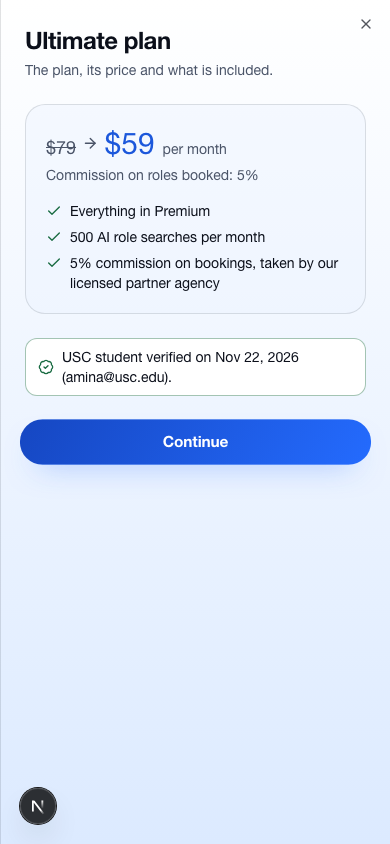 Ultimate plan
The plan, its price and what is included.
$79 → $59 per month
Commission on roles booked: 5%
Everything in Premium
500 AI role searches per month
5% commission on bookings, taken by our
licensed partner agency
USC student verified on Nov 22, 2026
(amina@usc.edu).
Continue
N